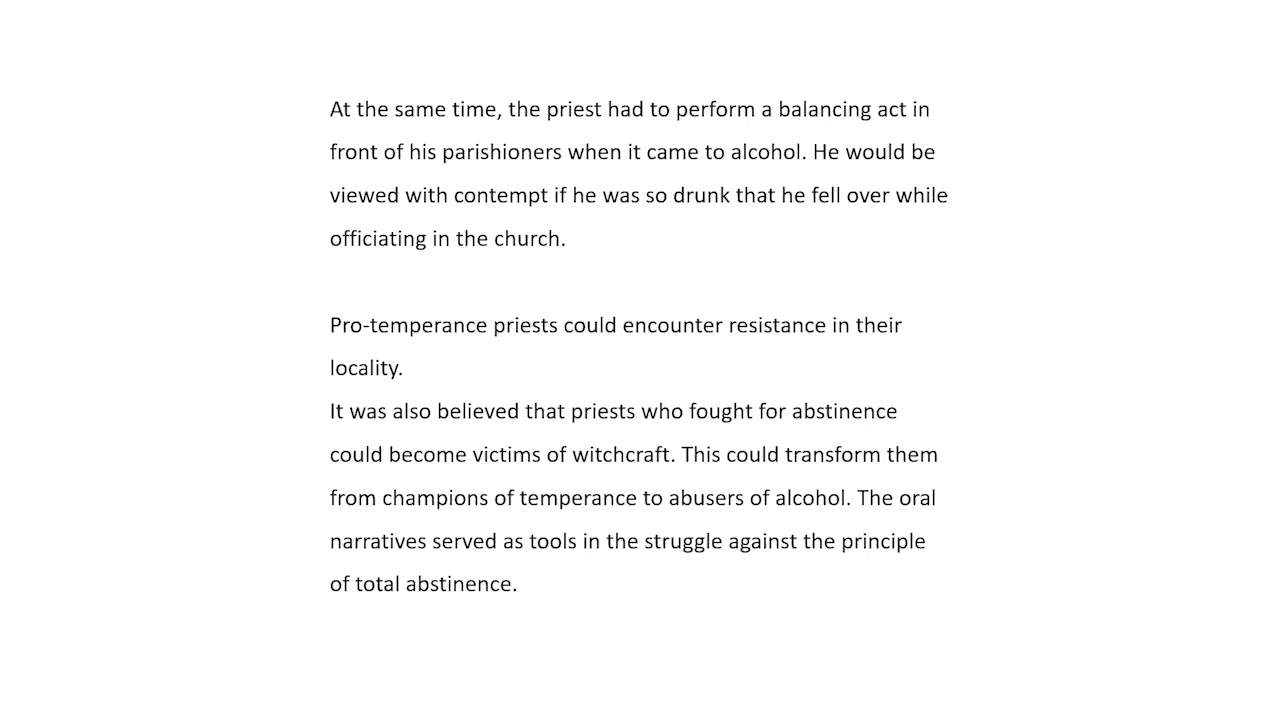 At the same time, the priest had to perform a balancing act in
front of his parishioners when it came to alcohol. He would be
viewed with contempt if he was so drunk that he fell over while
officiating in the church.
Pro-temperance priests could encounter resistance in their
locality.
It was also believed that priests who fought for abstinence
could become victims of witchcraft. This could transform them
from champions of temperance to abusers of alcohol. The oral
narratives served as tools in the struggle against the principle
of total abstinence.